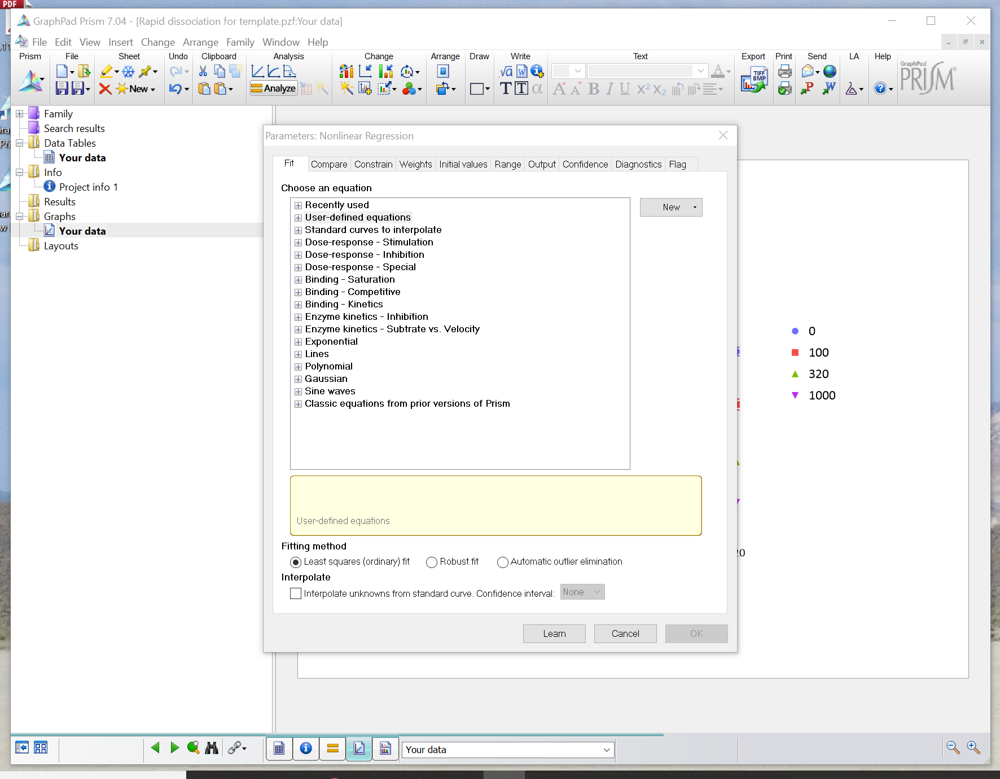 PDF
GraphPad Prism 7.04 - [Rapid dissociation for template.pzf:Your data]
File Edit View Insert Change Arrange Family Window Help
Prism File Sheet Undo Clipboard Analysis Change Arrange Draw Write Text Export Print Send LA Help
New
Analyze
TIFF
BMP
GraphPad
PRISM®
Family
Search results
Data Tables
Your data
Info
Project info 1
Results
Graphs
Your data
Layouts
Parameters: Nonlinear Regression
Fit Compare Constrain Weights Initial values Range Output Confidence Diagnostics Flag
Choose an equation
New
Recently used
User-defined equations
Standard curves to interpolate
Dose-response - Stimulation
Dose-response - Inhibition
Dose-response - Special
Binding - Saturation
Binding - Competitive
Binding - Kinetics
Enzyme kinetics - Inhibition
Enzyme kinetics - Subtrate vs. Velocity
Exponential
Lines
Polynomial
Gaussian
Sine waves
Classic equations from prior versions of Prism
User-defined equations
Fitting method
Least squares (ordinary) fit Robust fit Automatic outlier elimination
Interpolate
Interpolate unknowns from standard curve. Confidence interval: None
Learn Cancel OK
0
100
320
1000
Your data